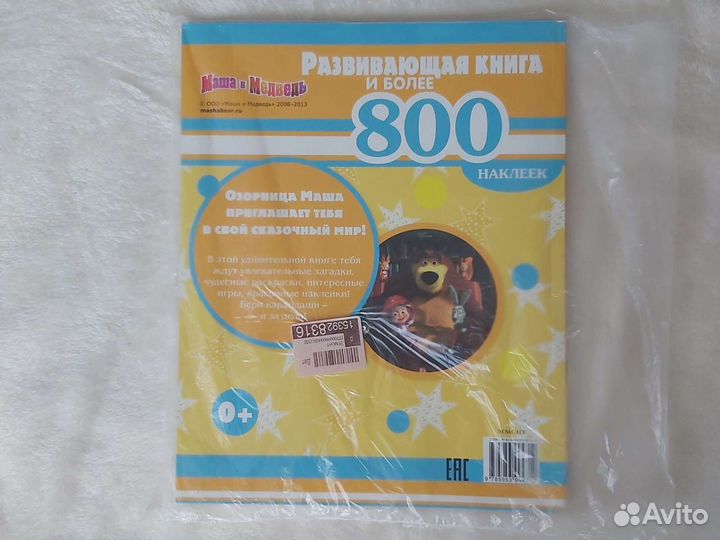 Развивающая книга
и более
800
наклеек
Маша и Медведь
© ООО «Маша и Медведь» 2008–2013
mashabear.ru
Озорница Маша
приглашает тебя
в свой сказочный мир!
В этой удивительной книге тебя
ждут увлекательные загадки,
чудесные раскраски, интересные
игры, красочные наклейки!
Бери карандаши –
и за дело!
153928316
0+
EAC
Avito